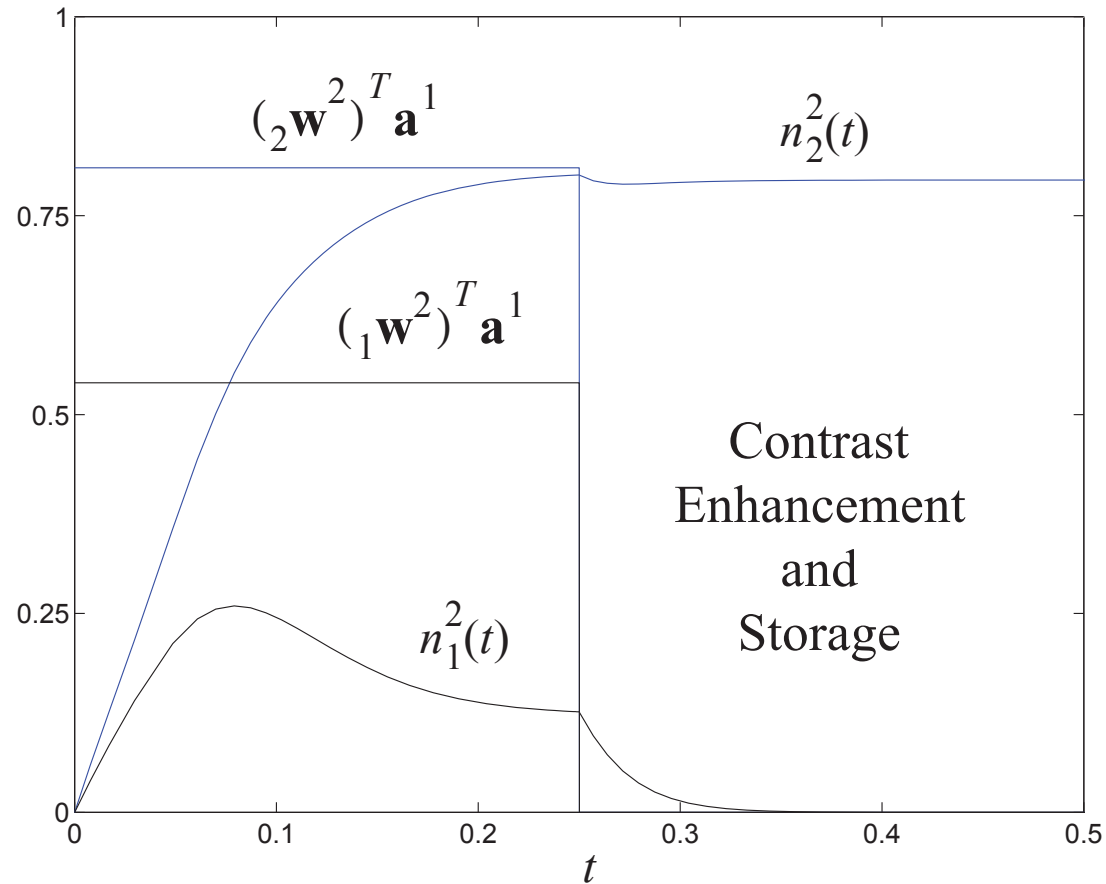 1
(₂𝐰²)ᵀ𝐚¹
n₂²(t)
0.75
(₁𝐰²)ᵀ𝐚¹
0.5
Contrast
Enhancement
and
Storage
0.25
n₁²(t)
0
0 0.1 0.2 0.3 0.4 0.5
t